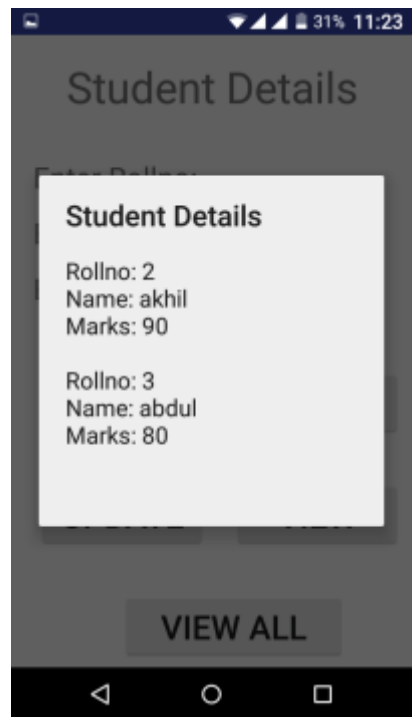 31% 11:23
Student Details
Student Details
Rollno: 2
Name: akhil
Marks: 90
Rollno: 3
Name: abdul
Marks: 80
VIEW ALL